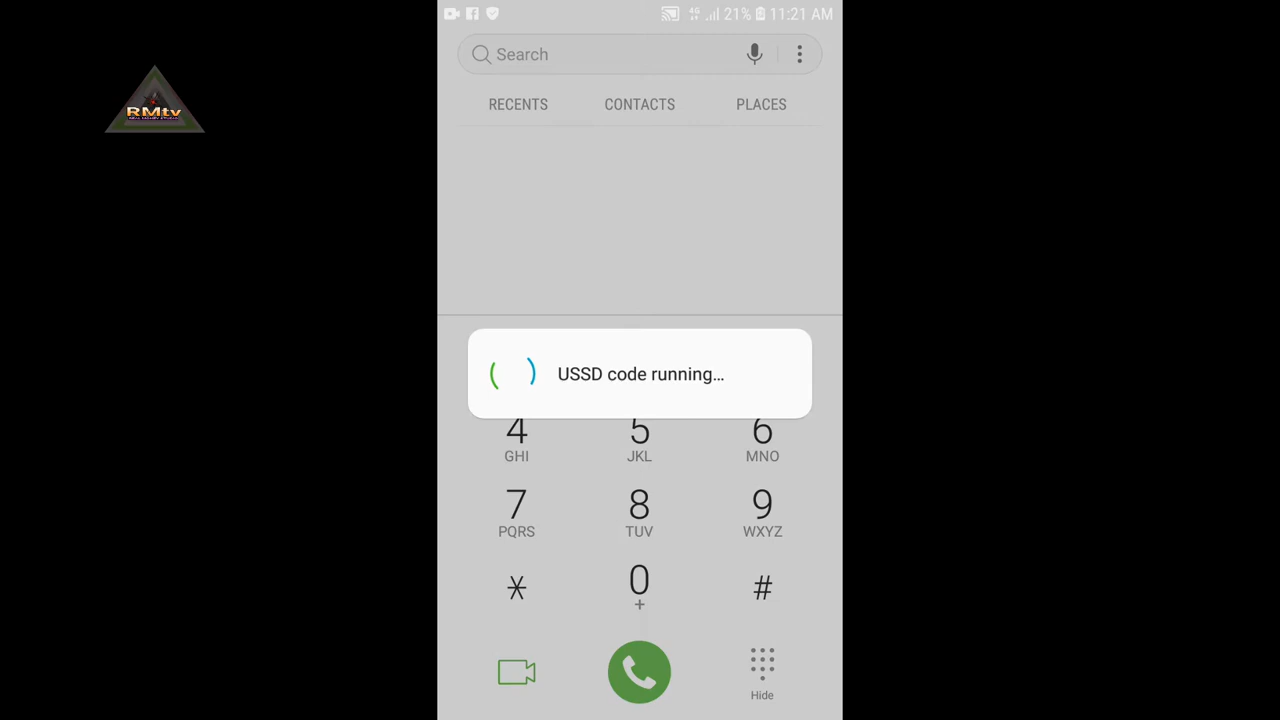 21% 11:21 AM
Search
RECENTS CONTACTS PLACES
RMtv
USSD code running...
4 5 6
GHI JKL MNO
7 8 9
PQRS TUV WXYZ
* 0 #
+
Hide